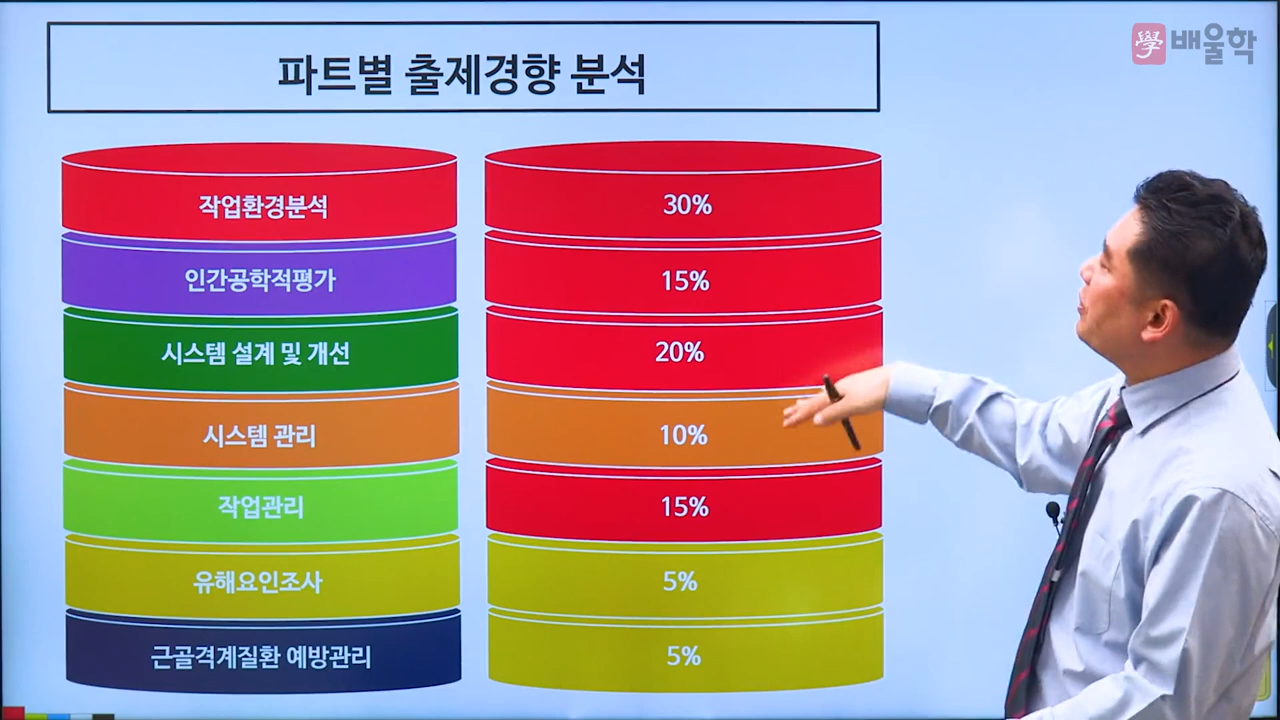 學 배울학
파트별 출제경향 분석
작업환경분석 30%
인간공학적평가 15%
시스템 설계 및 개선 20%
시스템 관리 10%
작업관리 15%
유해요인조사 5%
근골격계질환 예방관리 5%